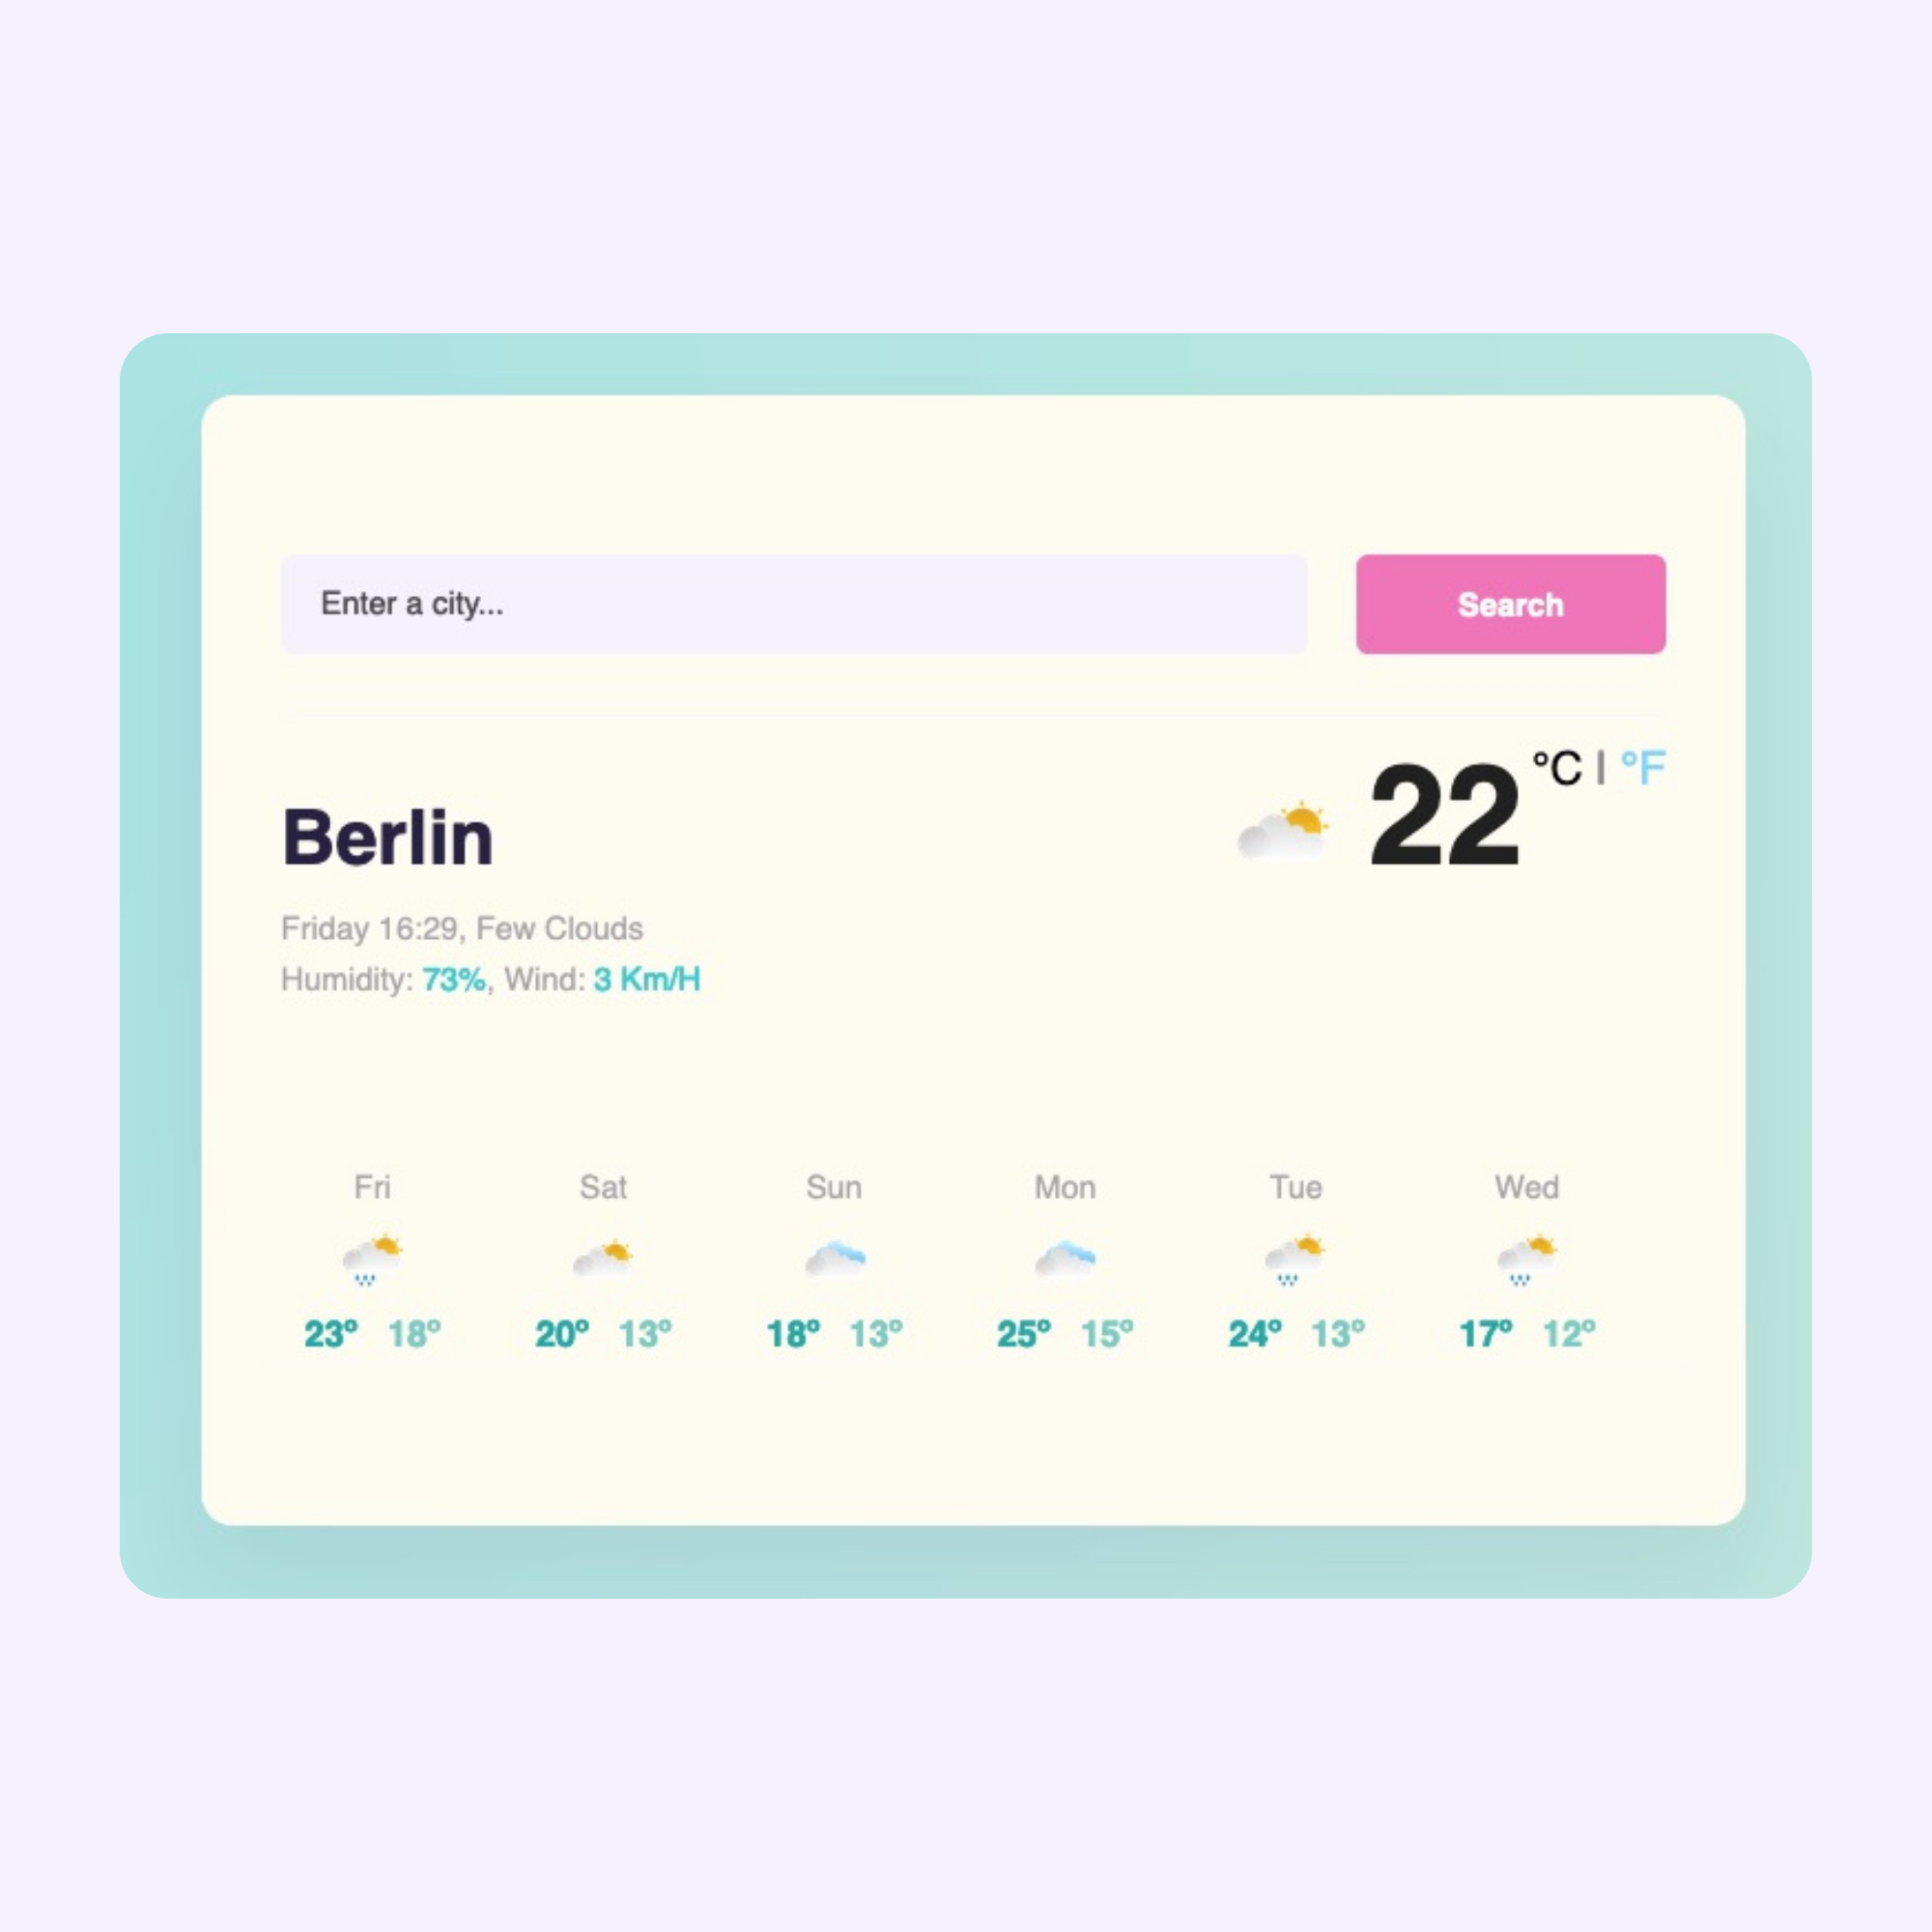 Enter a city...
Search
22 °C | °F
Berlin
Friday 16:29, Few Clouds
Humidity: 73%, Wind: 3 Km/H
Fri Sat Sun Mon Tue Wed
23° 18° 20° 13° 18° 13° 25° 15° 24° 13° 17° 12°